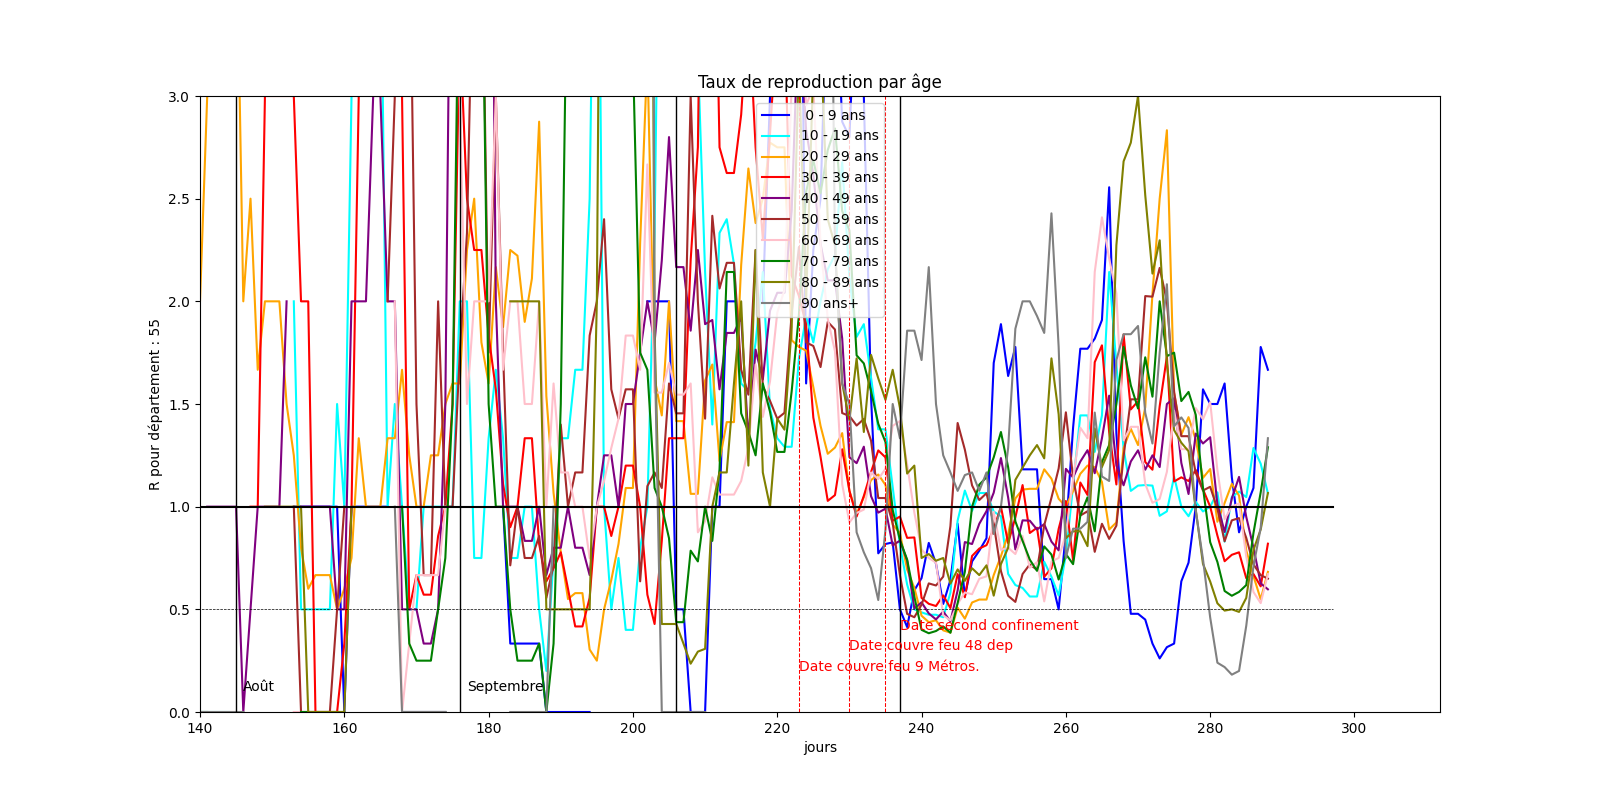 Taux de reproduction par âge
3.0
2.5
2.0
1.5
1.0
0.5
0.0
R pour département : 55
0 - 9 ans
10 - 19 ans
20 - 29 ans
30 - 39 ans
40 - 49 ans
50 - 59 ans
60 - 69 ans
70 - 79 ans
80 - 89 ans
90 ans+
Date second confinement
Date couvre feu 48 dep
Date couvre feu 9 Métros.
Août
Septembre
140 160 180 200 220 240 260 280 300
jours